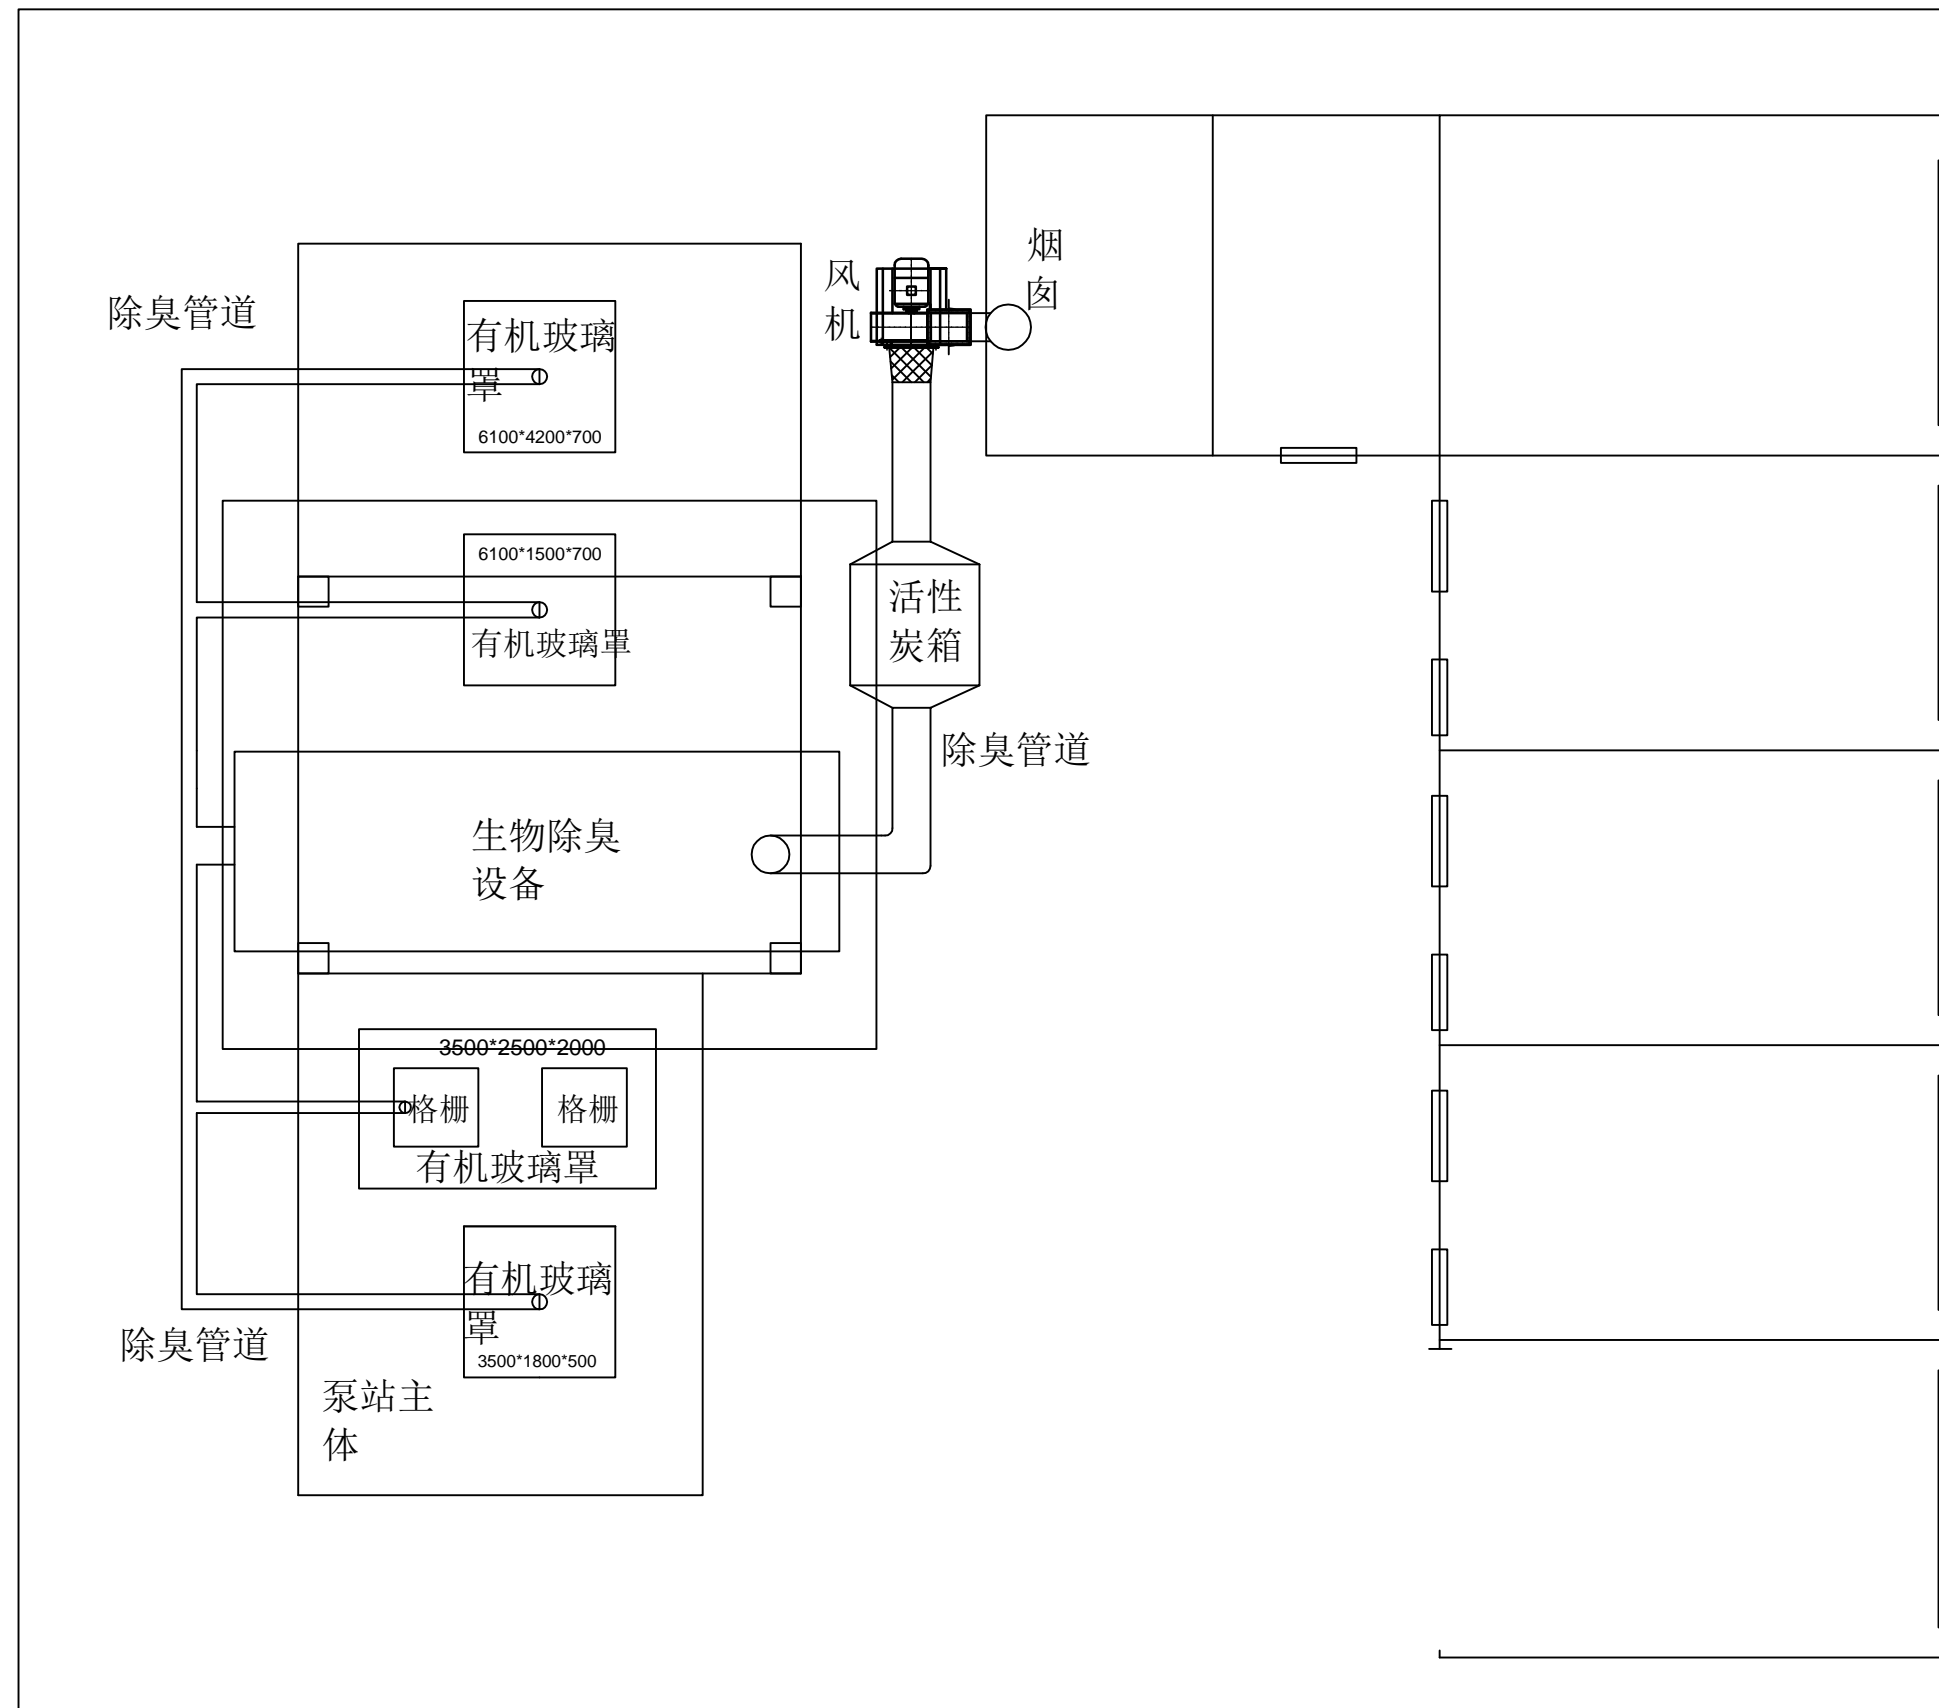 烟
囱
风
机
除臭管道
有机玻璃
罩
6100*4200*700
6100*1500*700
有机玻璃罩
活性
炭箱
除臭管道
生物除臭
设备
3500*2500*2000
格栅
格栅
有机玻璃罩
有机玻璃
罩
3500*1800*500
除臭管道
泵站主
体